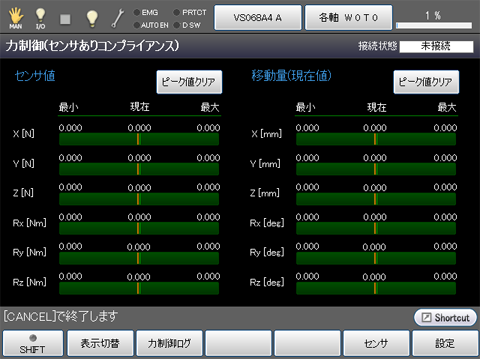 MAN I/O EMG PRTCT AUTO EN D SW VS068A4 A 各軸 W0T0 1 %
力制御(センサありコンプライアンス) 接続状態 未接続
センサ値 ピーク値クリア 移動量(現在値) ピーク値クリア
最小 現在 最大 最小 現在 最大
X [N] 0.000 0.000 0.000 X [mm] 0.000 0.000 0.000
Y [N] 0.000 0.000 0.000 Y [mm] 0.000 0.000 0.000
Z [N] 0.000 0.000 0.000 Z [mm] 0.000 0.000 0.000
Rx [Nm] 0.000 0.000 0.000 Rx [deg] 0.000 0.000 0.000
Ry [Nm] 0.000 0.000 0.000 Ry [deg] 0.000 0.000 0.000
Rz [Nm] 0.000 0.000 0.000 Rz [deg] 0.000 0.000 0.000
[CANCEL]で終了します Shortcut
SHIFT 表示切替 力制御ログ センサ 設定